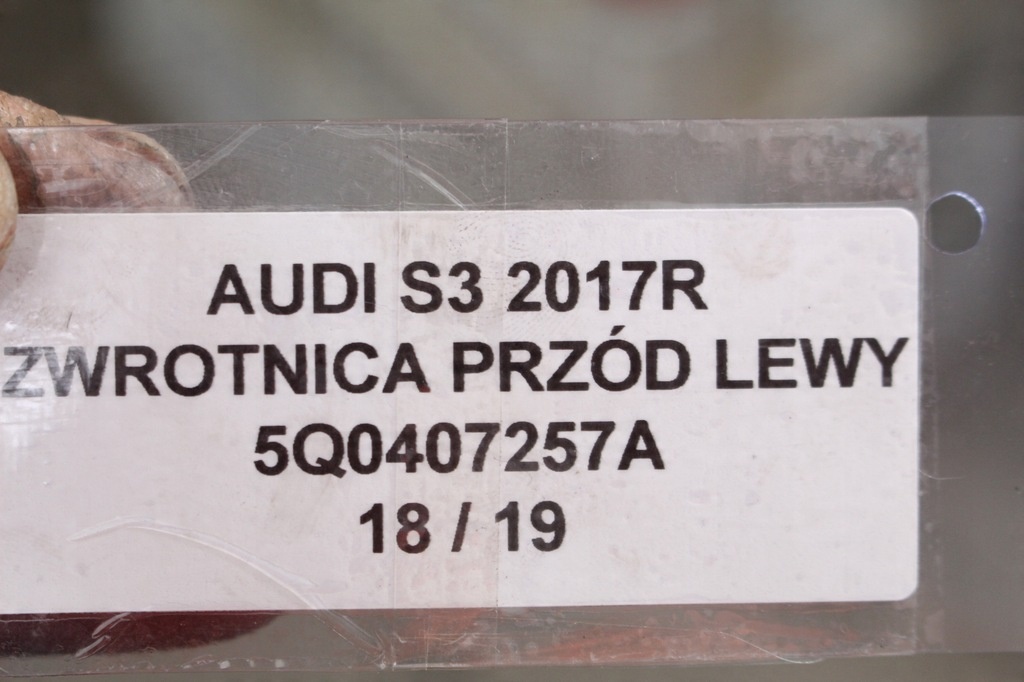 AUDI S3 2017R
ZWROTNICA PRZÓD LEWY
5Q0407257A
18 / 19